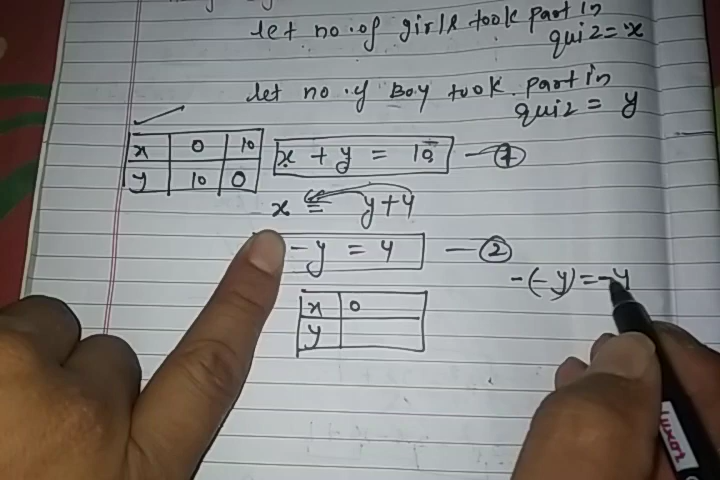 let no. of girls took part in
quiz = x
let no. of Boy took part in
quiz = y
x 0 10
y 10 0
x + y = 10 — 1
x = y+4
-y = 4 — 2
-(-y) = -4
x 0
y
Luxor